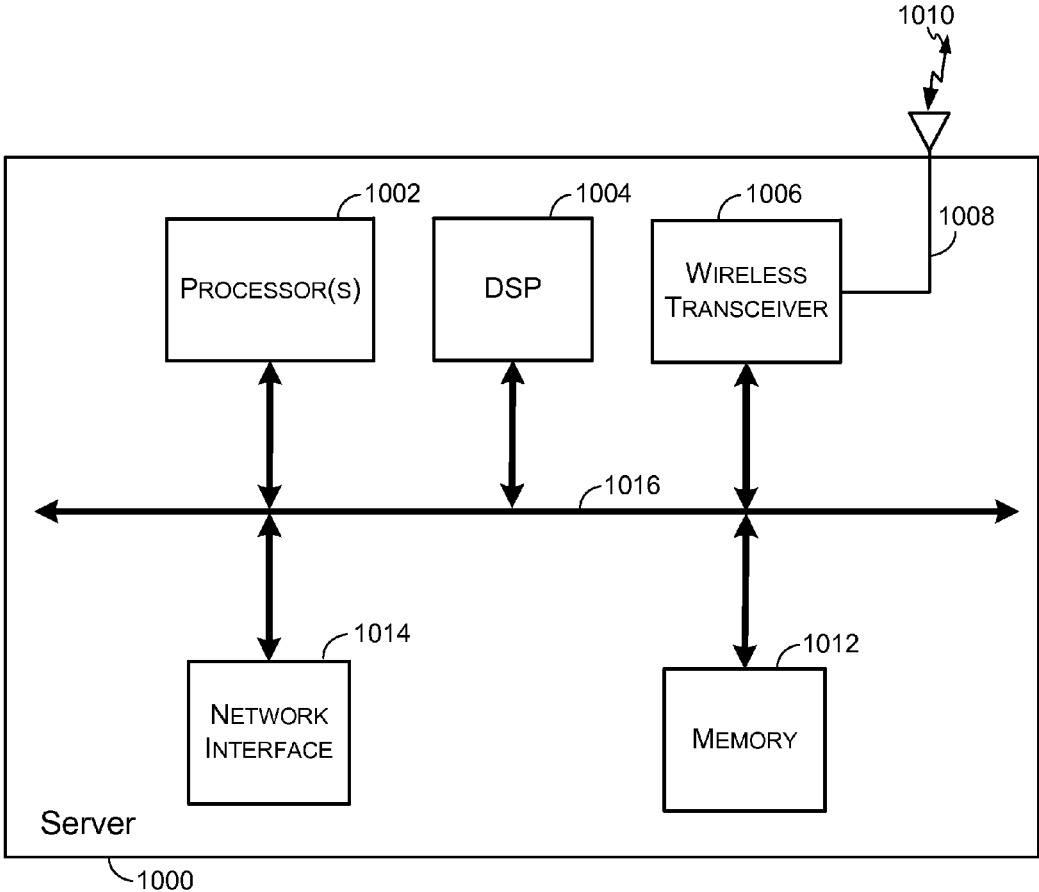 1010
1002
1004
1006
1008
PROCESSOR(S)
DSP
WIRELESS
TRANSCEIVER
1016
1014
1012
NETWORK
INTERFACE
MEMORY
Server
1000